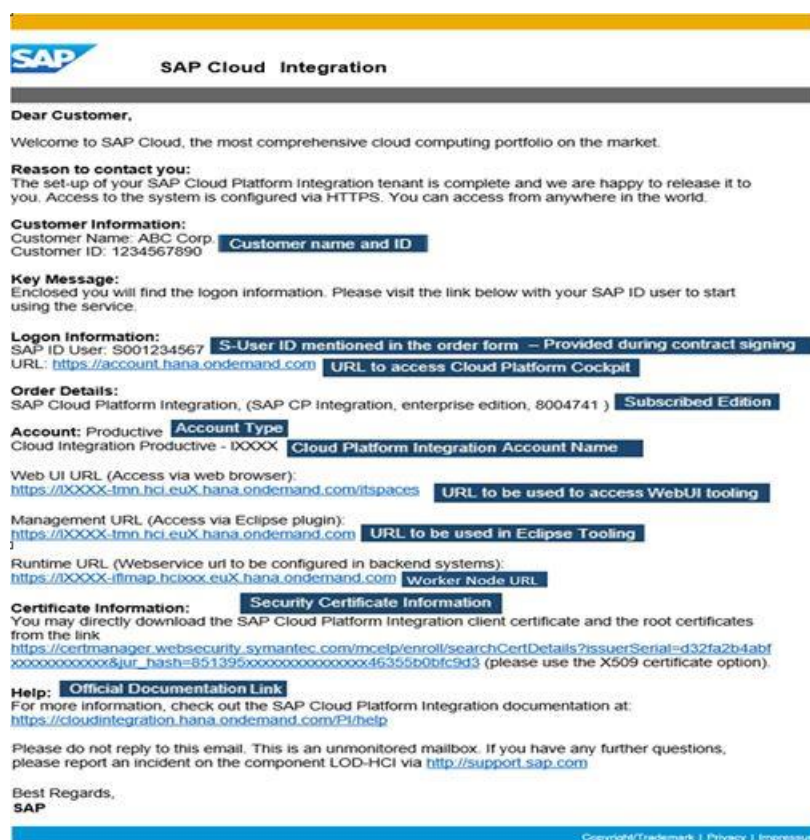 SAP
SAP Cloud Integration
Dear Customer,
Welcome to SAP Cloud, the most comprehensive cloud computing portfolio on the market.
Reason to contact you:
The set-up of your SAP Cloud Platform Integration tenant is complete and we are happy to release it to
you. Access to the system is configured via HTTPS. You can access from anywhere in the world.
Customer Information:
Customer Name: ABC Corp.
Customer name and ID
Customer ID: 1234567890
Key Message:
Enclosed you will find the logon information. Please visit the link below with your SAP ID user to start
using the service.
Logon Information:
SAP ID User: S001234567 S-User ID mentioned in the order form – Provided during contract signing
URL: https://account.hana.ondemand.com URL to access Cloud Platform Cockpit
Order Details:
SAP Cloud Platform Integration, (SAP CP Integration, enterprise edition, 8004741 ) Subscribed Edition
Account: Productive Account Type
Cloud Integration Productive - IXXXX Cloud Platform Integration Account Name
Web UI URL (Access via web browser):
https://IXXXX-tmn.hci.euX.hana.ondemand.com/itspaces URL to be used to access WebUI tooling
Management URL (Access via Eclipse plugin):
https://IXXXX-tmn.hci.euX.hana.ondemand.com URL to be used in Eclipse Tooling
Runtime URL (Webservice url to be configured in backend systems):
https://IXXXX-iflmap.hcixxx.euX.hana.ondemand.com Worker Node URL
Certificate Information: Security Certificate Information
You may directly download the SAP Cloud Platform Integration client certificate and the root certificates
from the link
https://certmanager.websecurity.symantec.com/mcelp/enroll/searchCertDetails?issuerSerial=d32fa2b4abf
xxxxxxxxxxxx&jur_hash=851395xxxxxxxxxxxxxxx46355b0bfc9d3 (please use the X509 certificate option).
Help: Official Documentation Link
For more information, check out the SAP Cloud Platform Integration documentation at:
https://cloudintegration.hana.ondemand.com/PI/help
Please do not reply to this email. This is an unmonitored mailbox. If you have any further questions,
please report an incident on the component LOD-HCI via http://support.sap.com
Best Regards,
SAP
Copyright/Trademark | Privacy | Impressu